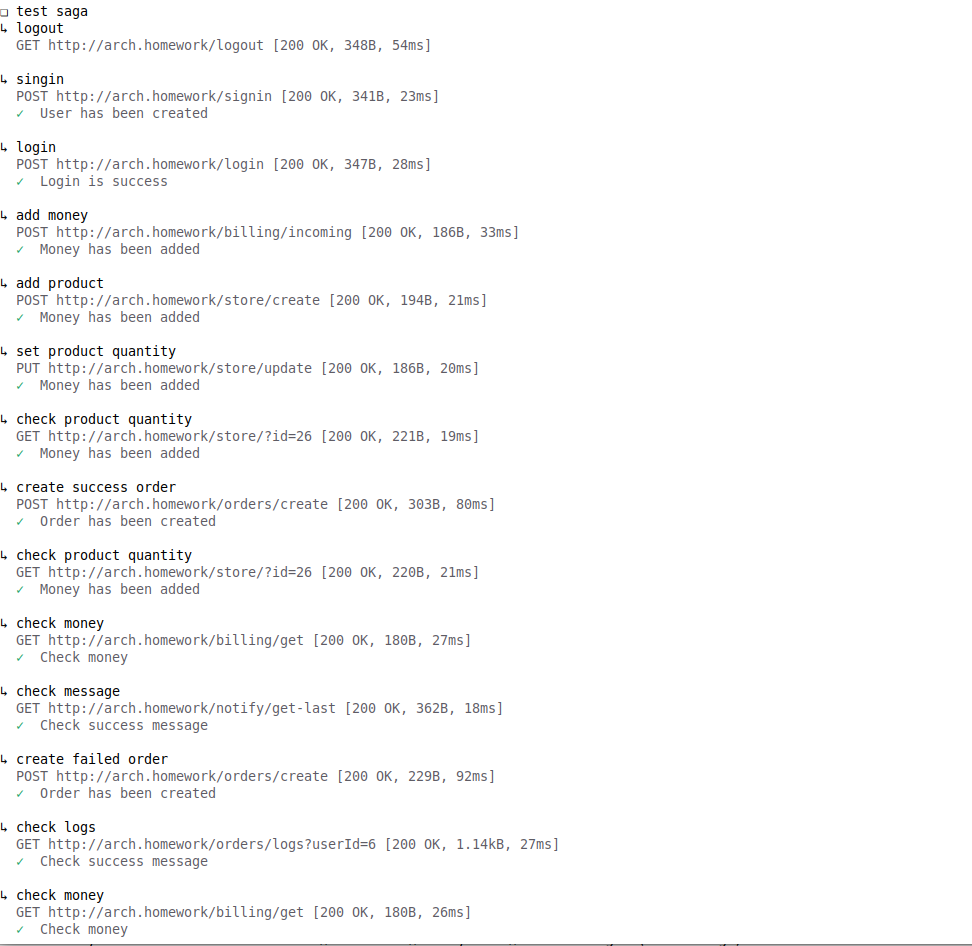 ❏ test saga
↳ logout
GET http://arch.homework/logout [200 OK, 348B, 54ms]
↳ singin
POST http://arch.homework/signin [200 OK, 341B, 23ms]
✓ User has been created
↳ login
POST http://arch.homework/login [200 OK, 347B, 28ms]
✓ Login is success
↳ add money
POST http://arch.homework/billing/incoming [200 OK, 186B, 33ms]
✓ Money has been added
↳ add product
POST http://arch.homework/store/create [200 OK, 194B, 21ms]
✓ Money has been added
↳ set product quantity
PUT http://arch.homework/store/update [200 OK, 186B, 20ms]
✓ Money has been added
↳ check product quantity
GET http://arch.homework/store/?id=26 [200 OK, 221B, 19ms]
✓ Money has been added
↳ create success order
POST http://arch.homework/orders/create [200 OK, 303B, 80ms]
✓ Order has been created
↳ check product quantity
GET http://arch.homework/store/?id=26 [200 OK, 220B, 21ms]
✓ Money has been added
↳ check money
GET http://arch.homework/billing/get [200 OK, 180B, 27ms]
✓ Check money
↳ check message
GET http://arch.homework/notify/get-last [200 OK, 362B, 18ms]
✓ Check success message
↳ create failed order
POST http://arch.homework/orders/create [200 OK, 229B, 92ms]
✓ Order has been created
↳ check logs
GET http://arch.homework/orders/logs?userId=6 [200 OK, 1.14kB, 27ms]
✓ Check success message
↳ check money
GET http://arch.homework/billing/get [200 OK, 180B, 26ms]
✓ Check money